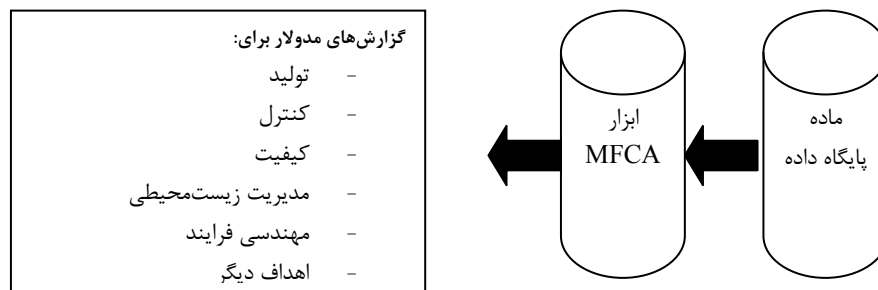 ماده
پایگاه داده
ابزار
MFCA
گزارش‌های مدولار برای:
- تولید
- کنترل
- کیفیت
- مدیریت زیست‌محیطی
- مهندسی فرایند
- اهداف دیگر